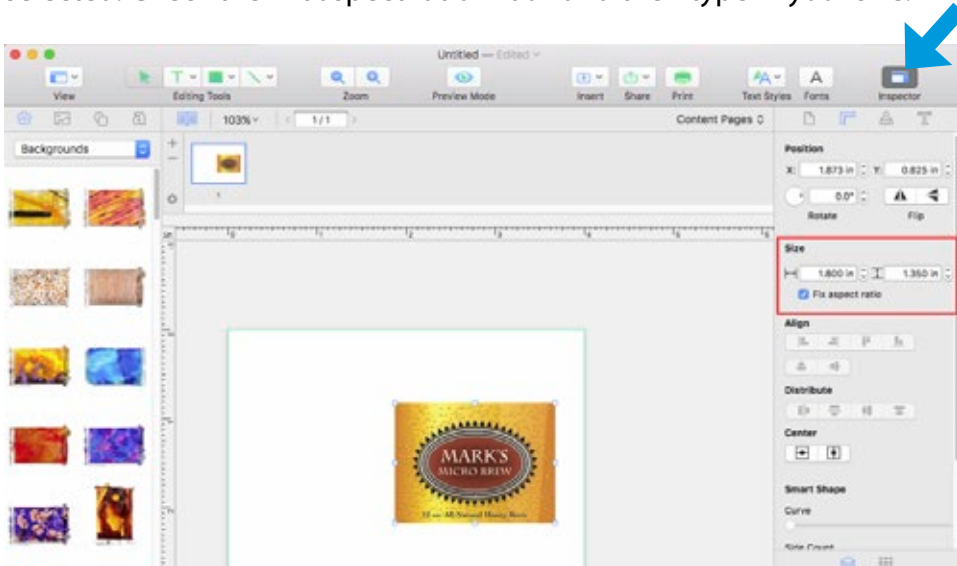 Untitled — Edited
View
Editing Tools
Zoom
Preview Mode
Insert
Share
Print
Text Styles
Fonts
Inspector
103%
1/1
Content Pages
Backgrounds
1
Position
X: 1.873 in Y: 0.825 in
0.0°
Rotate Flip
Size
1.800 in 1.350 in
Fix aspect ratio
Align
Distribute
Center
Smart Shape
Curve
Side Count
MARK'S
MICRO BREW